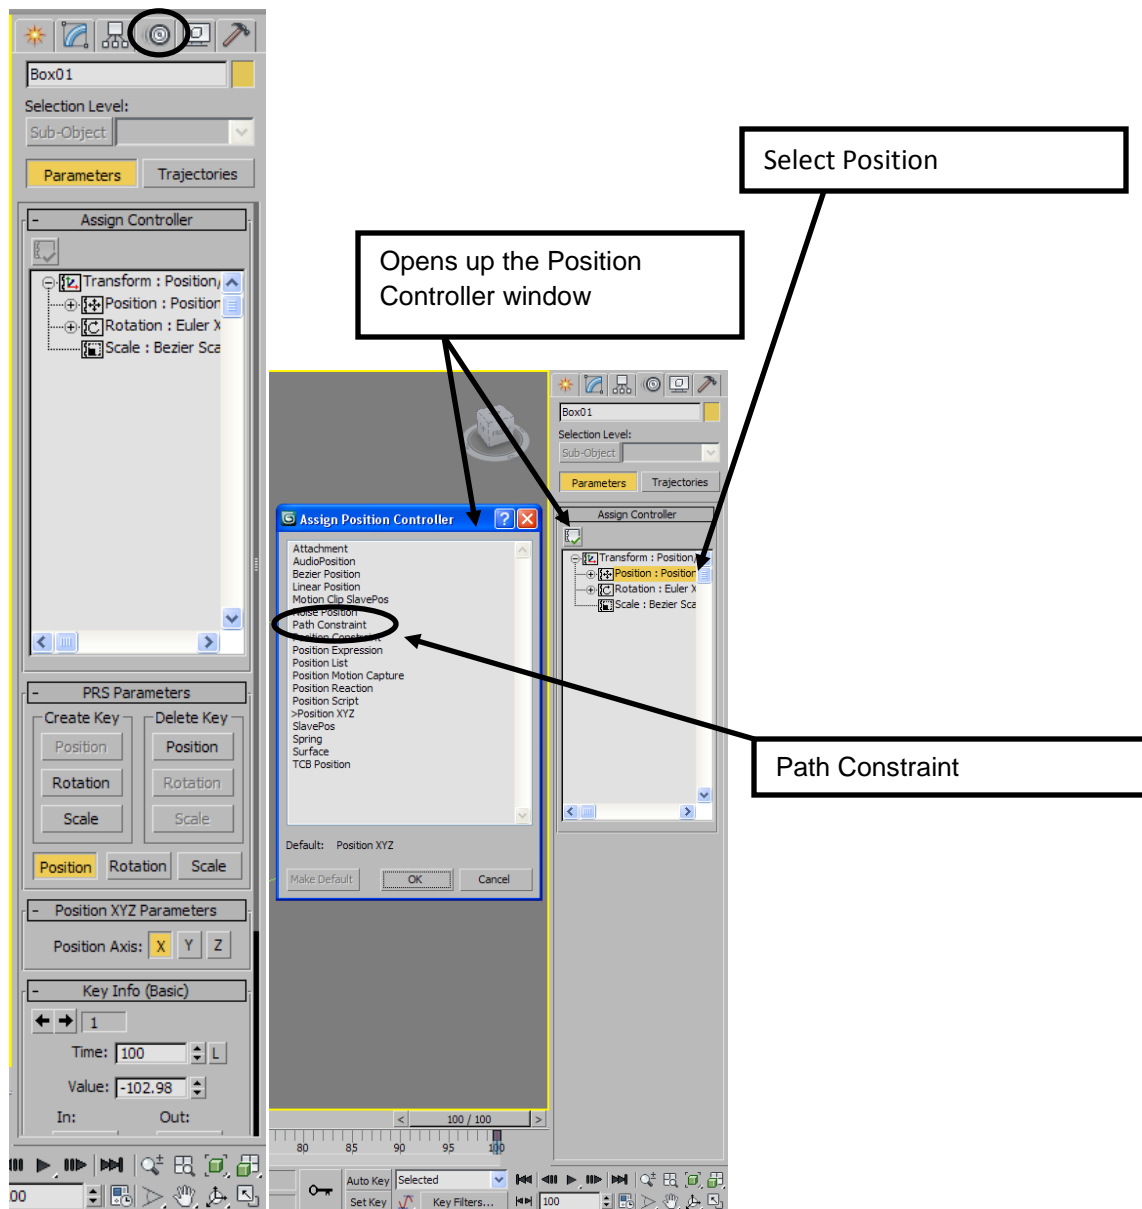 Box01
Selection Level:
Sub-Object
Parameters Trajectories
- Assign Controller
Transform : Position/
Position : Position
Rotation : Euler X
Scale : Bezier Sca
- PRS Parameters
Create Key Delete Key
Position Position
Rotation Rotation
Scale Scale
Position Rotation Scale
- Position XYZ Parameters
Position Axis: X Y Z
- Key Info (Basic)
1
Time: 100 L
Value: -102.98
In: Out:
00
Select Position
Opens up the Position
Controller window
Assign Position Controller
Attachment
AudioPosition
Bezier Position
Linear Position
Motion Clip SlavePos
Noise Position
Path Constraint
Position Constraint
Position Expression
Position List
Position Motion Capture
Position Reaction
Position Script
>Position XYZ
SlavePos
Spring
Surface
TCB Position
Default: Position XYZ
Make Default OK Cancel
Box01
Selection Level:
Sub-Object
Parameters Trajectories
Assign Controller
Transform : Position/
Position : Position
Rotation : Euler X
Scale : Bezier Sca
Path Constraint
< 100 / 100 >
80 85 90 95 100
Auto Key Selected
Set Key Key Filters... 100